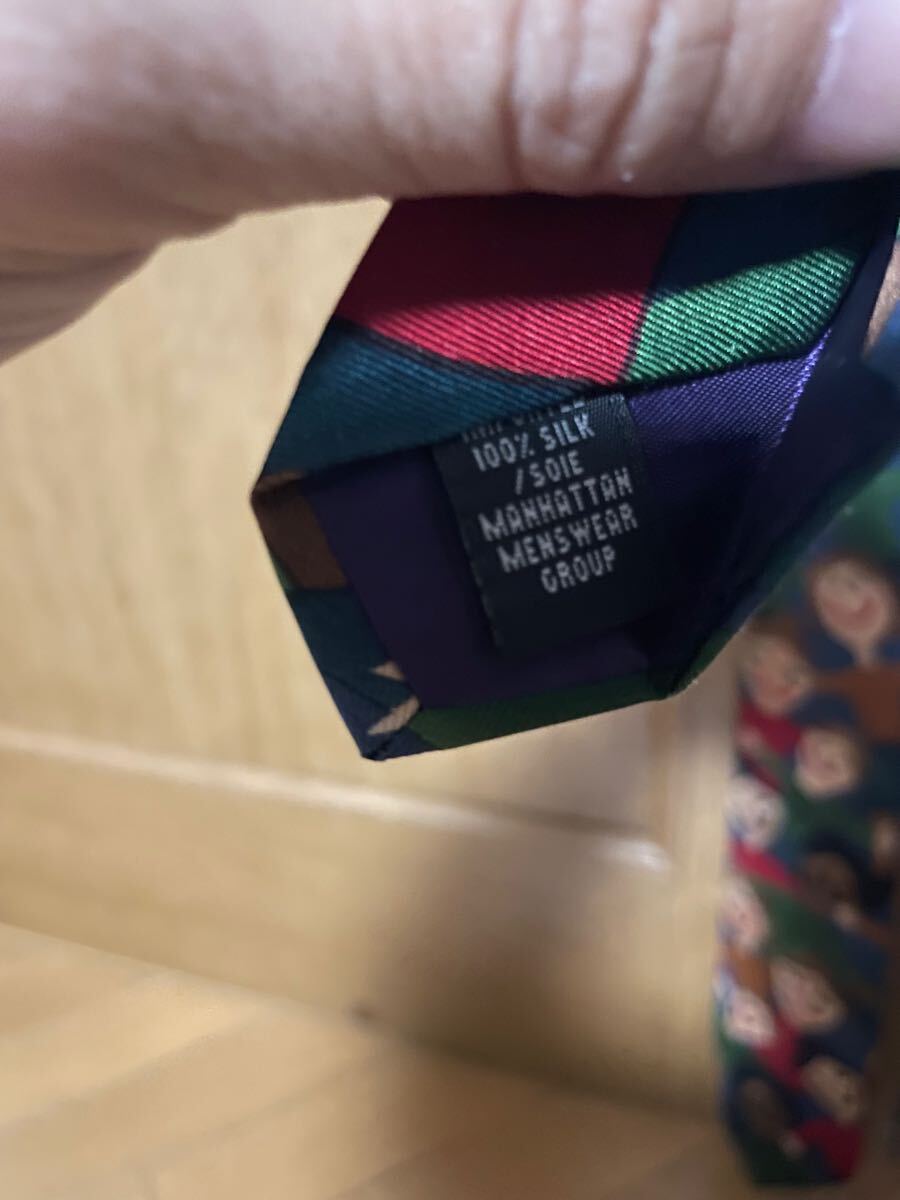 100% SILK
/SOIE
MANHATTAN
MENSWEAR
GROUP